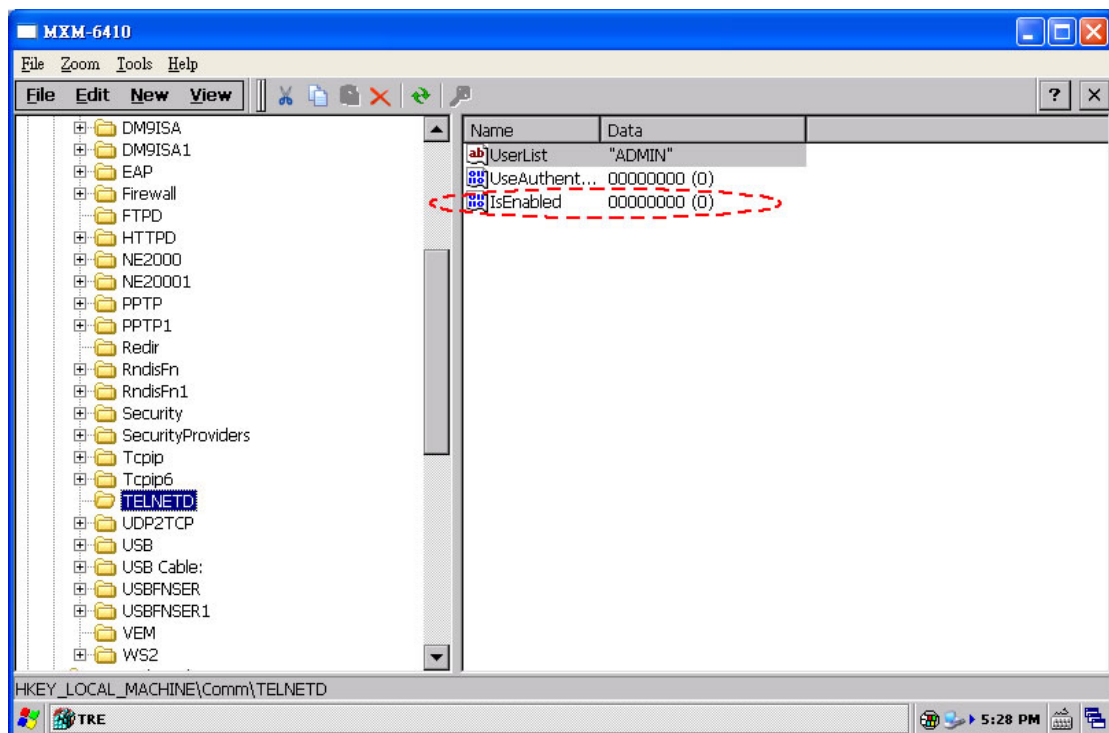 MXM-6410
File Zoom Tools Help
File Edit New View ? ×
DM9ISA
DM9ISA1
EAP
Firewall
FTPD
HTTPD
NE2000
NE20001
PPTP
PPTP1
Redir
RndisFn
RndisFn1
Security
SecurityProviders
Tcpip
Tcpip6
TELNETD
UDP2TCP
USB
USB Cable:
USBFNSER
USBFNSER1
VEM
WS2
Name Data
UserList "ADMIN"
UseAuthent... 00000000 (0)
IsEnabled 00000000 (0)
HKEY_LOCAL_MACHINE\Comm\TELNETD
TRE 5:28 PM